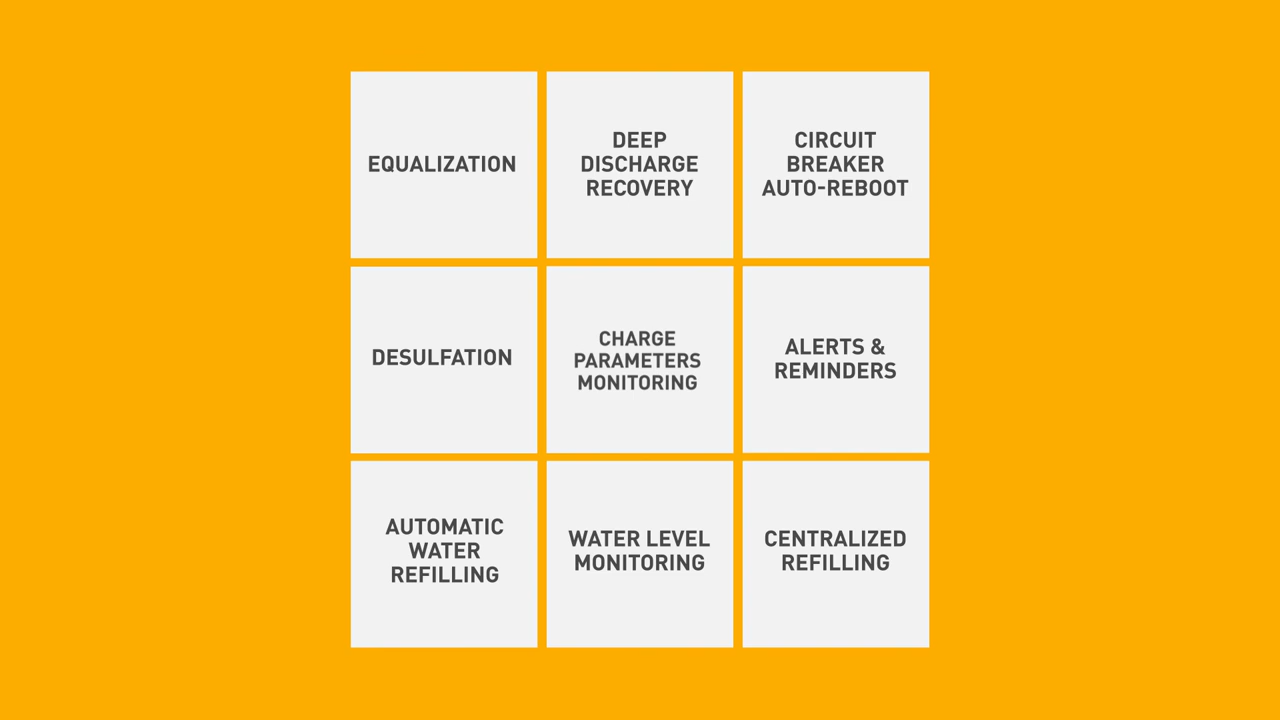 EQUALIZATION
DEEP
DISCHARGE
RECOVERY
CIRCUIT
BREAKER
AUTO-REBOOT
DESULFATION
CHARGE
PARAMETERS
MONITORING
ALERTS &
REMINDERS
AUTOMATIC
WATER
REFILLING
WATER LEVEL
MONITORING
CENTRALIZED
REFILLING